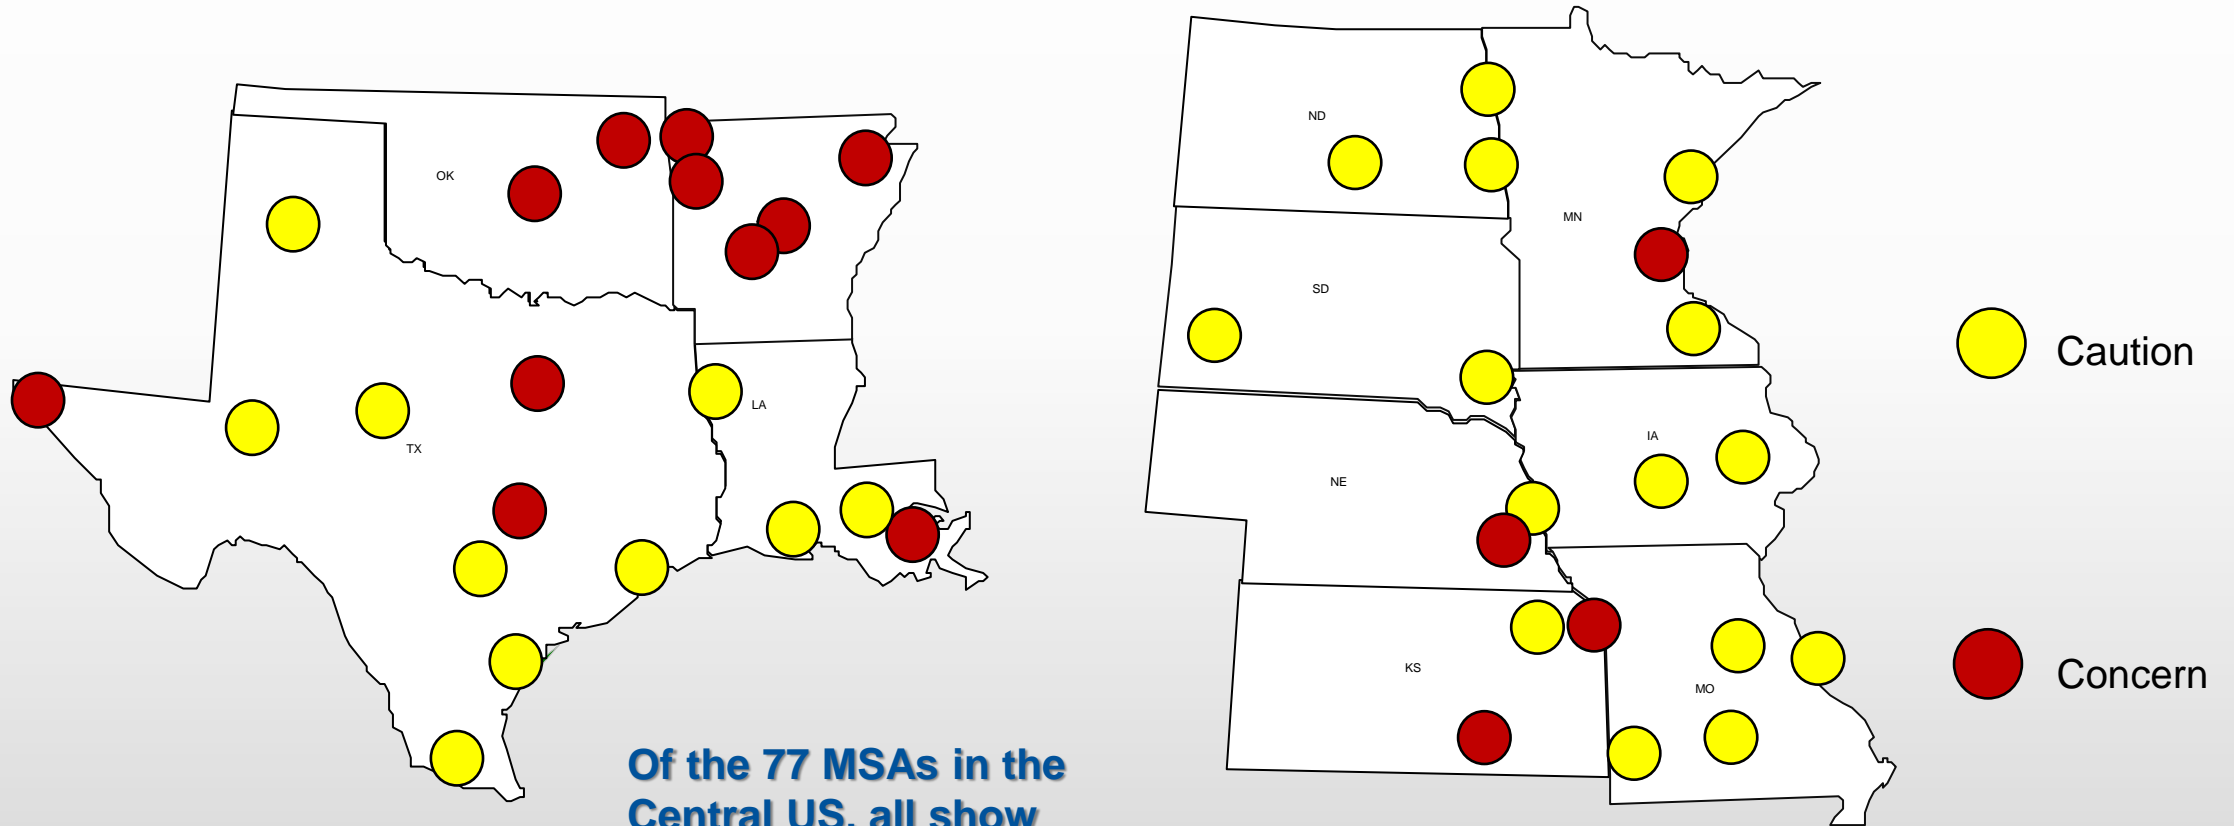 OK
TX
LA
ND
MN
SD
IA
NE
KS
MO
Caution
Concern
Of the 77 MSAs in the
Central US, all show